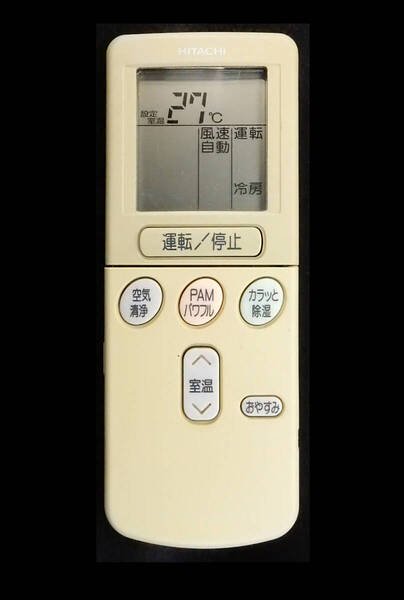 HITACHI
設定
室温 27℃
風速 運転
自動
冷房
運転/停止
空気
清浄
PAM
パワフル
カラッと
除湿
室温
おやすみ